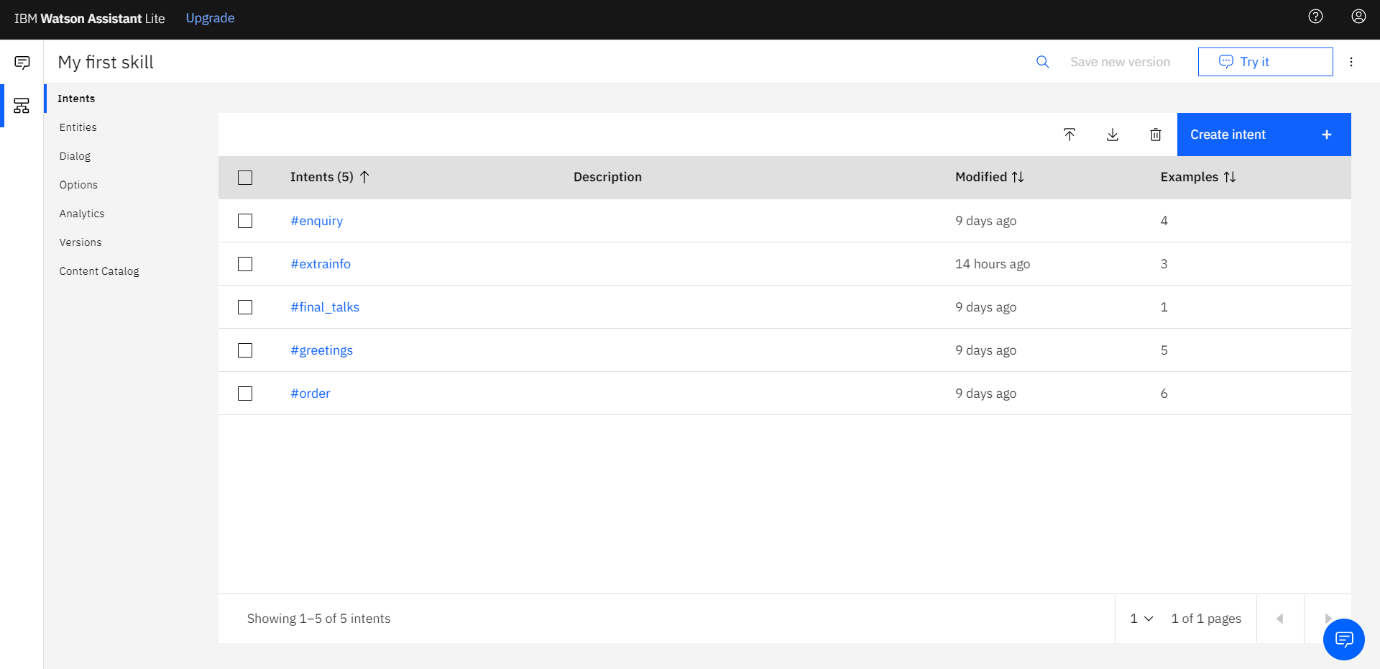 IBM Watson Assistant Lite Upgrade
My first skill Save new version Try it
Intents
Entities
Dialog
Options
Analytics
Versions
Content Catalog
Create intent +
Intents (5) Description Modified Examples
#enquiry 9 days ago 4
#extrainfo 14 hours ago 3
#final_talks 9 days ago 1
#greetings 9 days ago 5
#order 9 days ago 6
Showing 1–5 of 5 intents 1 1 of 1 pages